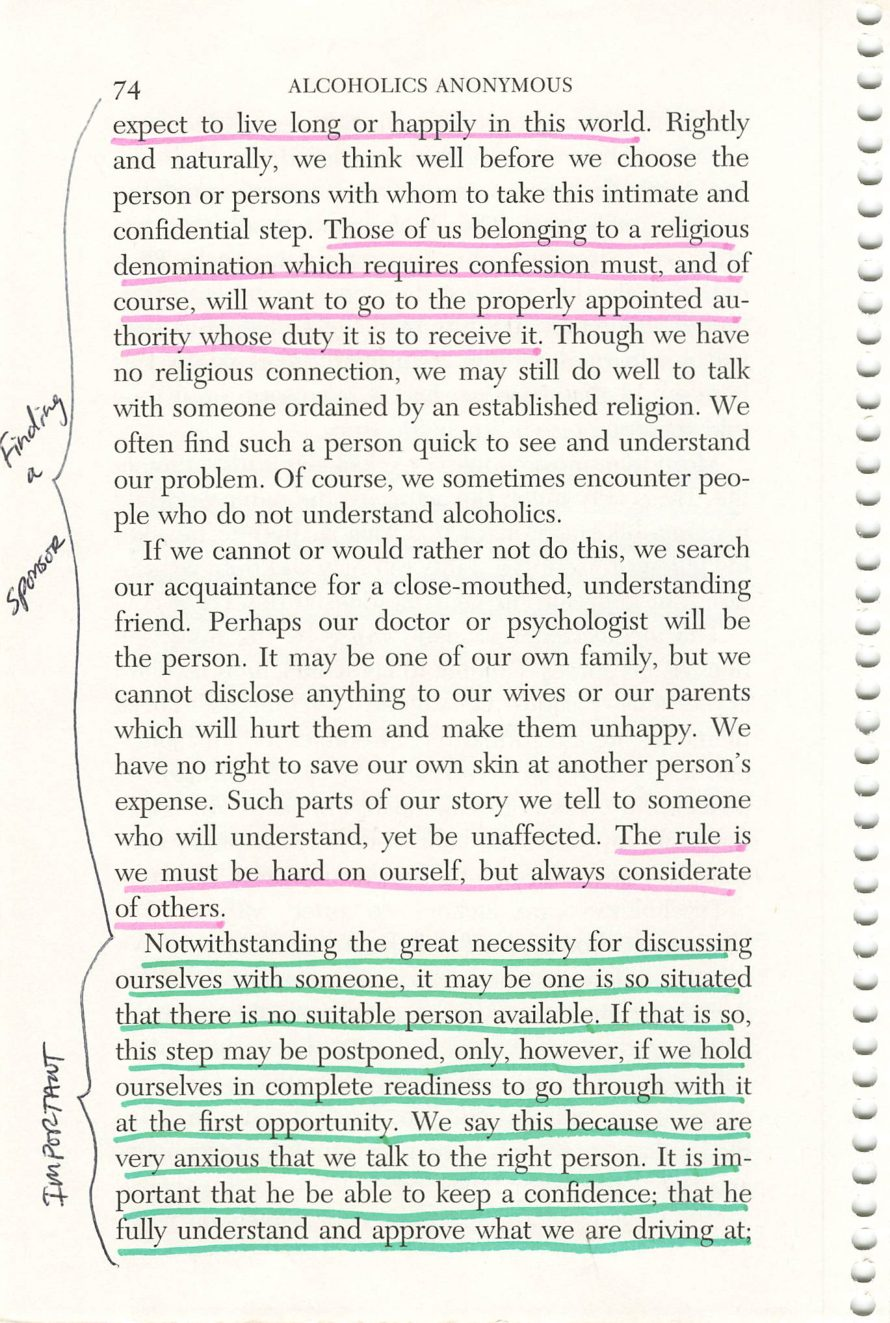 74 ALCOHOLICS ANONYMOUS
expect to live long or happily in this world. Rightly
and naturally, we think well before we choose the
person or persons with whom to take this intimate and
confidential step. Those of us belonging to a religious
denomination which requires confession must, and of
course, will want to go to the properly appointed au-
thority whose duty it is to receive it. Though we have
no religious connection, we may still do well to talk
with someone ordained by an established religion. We
often find such a person quick to see and understand
our problem. Of course, we sometimes encounter peo-
ple who do not understand alcoholics.
If we cannot or would rather not do this, we search
our acquaintance for a close-mouthed, understanding
friend. Perhaps our doctor or psychologist will be
the person. It may be one of our own family, but we
cannot disclose anything to our wives or our parents
which will hurt them and make them unhappy. We
have no right to save our own skin at another person's
expense. Such parts of our story we tell to someone
who will understand, yet be unaffected. The rule is
we must be hard on ourself, but always considerate
of others.
Notwithstanding the great necessity for discussing
ourselves with someone, it may be one is so situated
that there is no suitable person available. If that is so,
this step may be postponed, only, however, if we hold
ourselves in complete readiness to go through with it
at the first opportunity. We say this because we are
very anxious that we talk to the right person. It is im-
portant that he be able to keep a confidence; that he
fully understand and approve what we are driving at;
Finding
a
SPONSOR
IMPORTANT